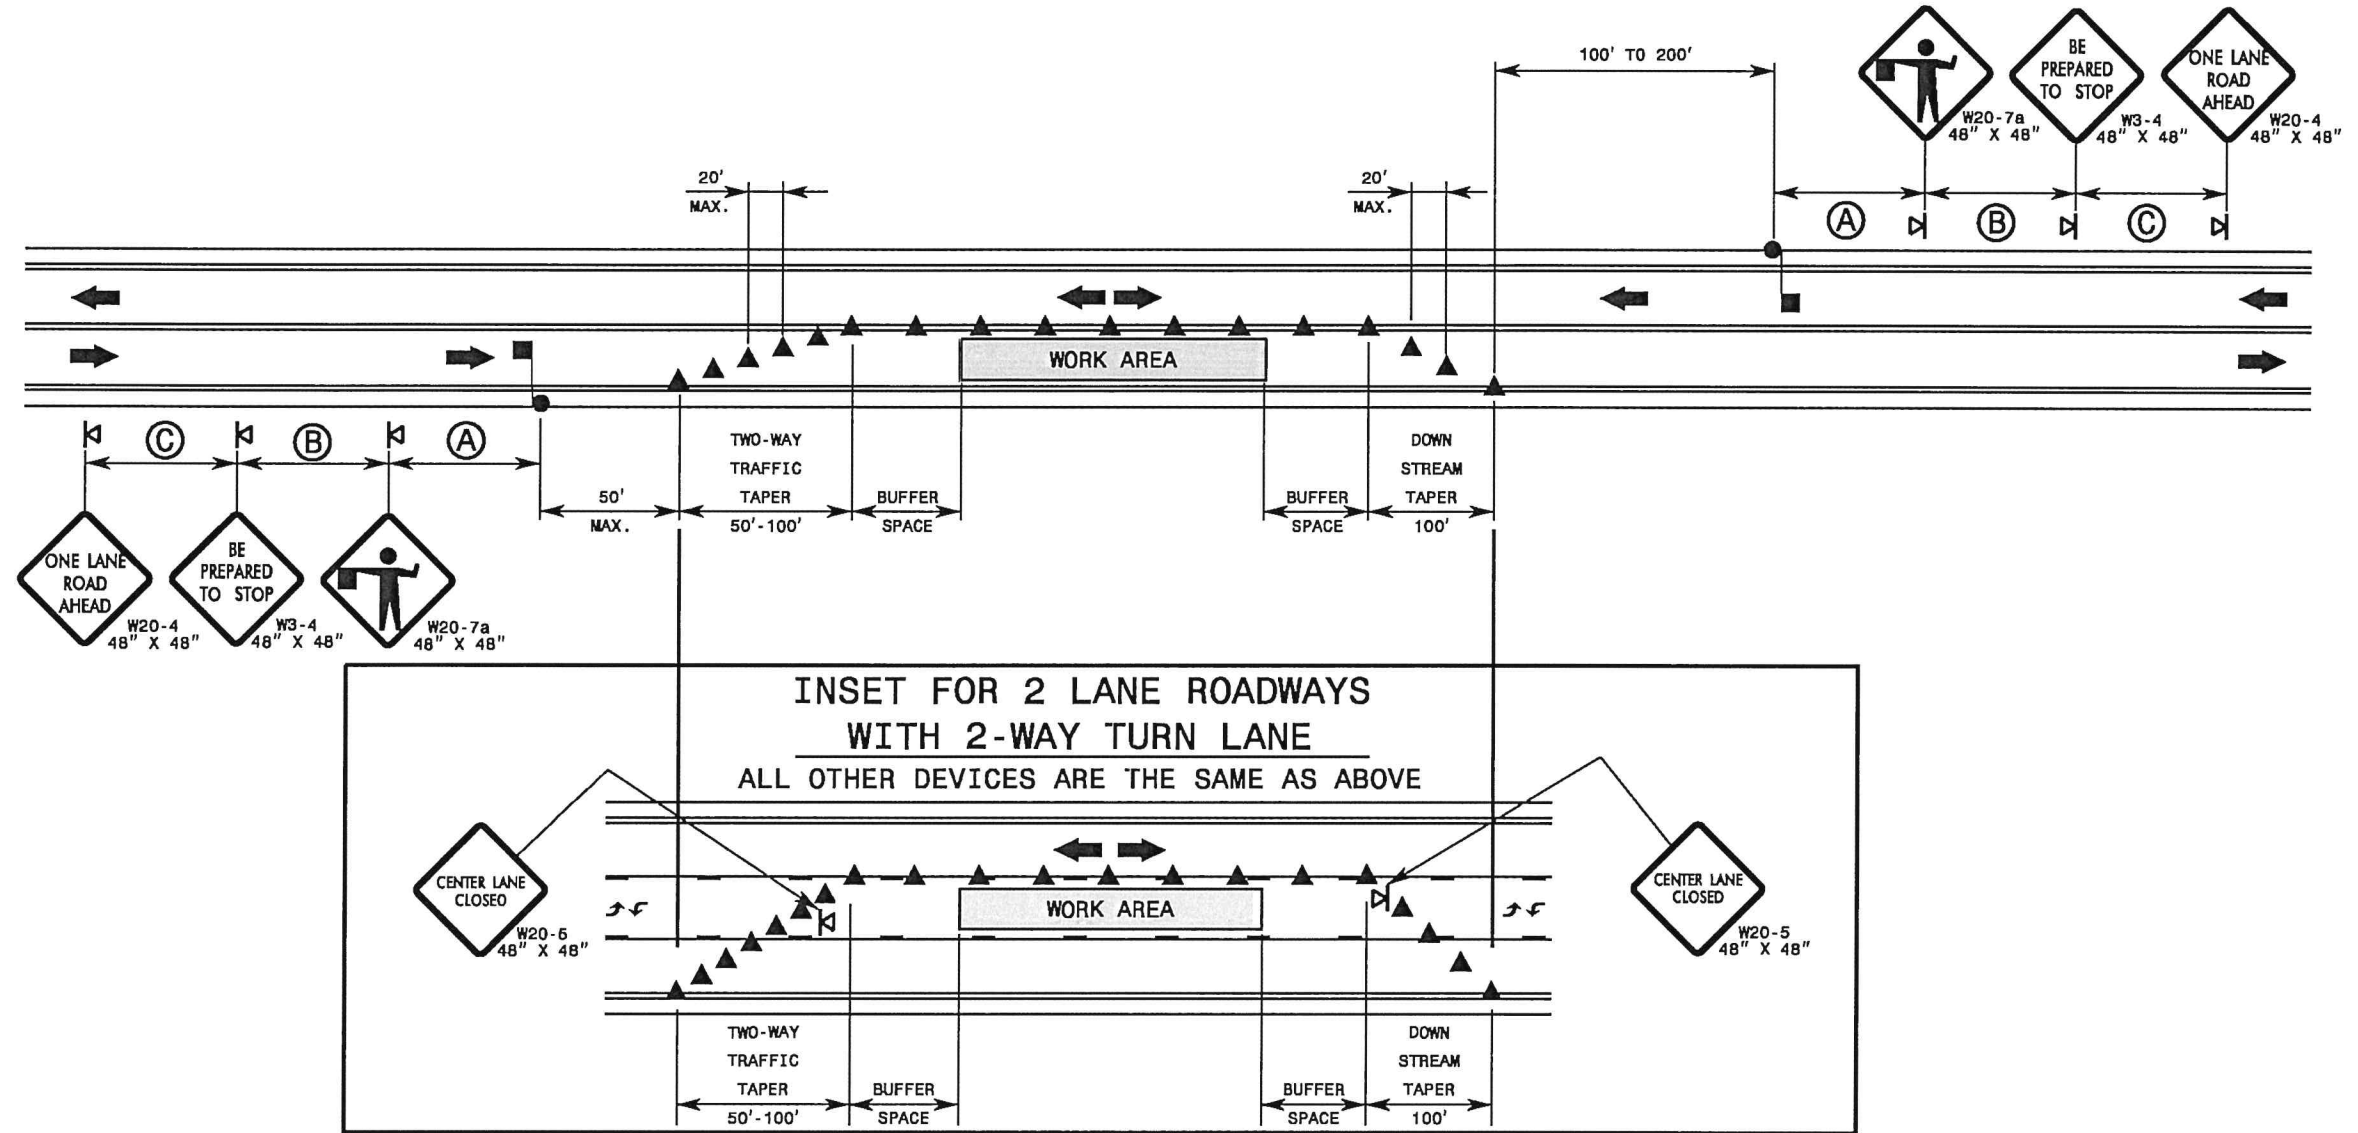 100' TO 200'
BE
PREPARED
TO STOP
ONE LANE
ROAD
AHEAD
W20-7a
48" X 48"
W3-4
48" X 48"
W20-4
48" X 48"
20'
MAX.
20'
MAX.
A
B
C
WORK AREA
C
B
A
50'
MAX.
TWO-WAY
TRAFFIC
TAPER
50'-100'
BUFFER
SPACE
BUFFER
SPACE
DOWN
STREAM
TAPER
100'
ONE LANE
ROAD
AHEAD
W20-4
48" X 48"
BE
PREPARED
TO STOP
W3-4
48" X 48"
W20-7a
48" X 48"
INSET FOR 2 LANE ROADWAYS
WITH 2-WAY TURN LANE
ALL OTHER DEVICES ARE THE SAME AS ABOVE
CENTER LANE
CLOSED
W20-5
48" X 48"
WORK AREA
CENTER LANE
CLOSED
W20-5
48" X 48"
TWO-WAY
TRAFFIC
TAPER
50'-100'
BUFFER
SPACE
BUFFER
SPACE
DOWN
STREAM
TAPER
100'